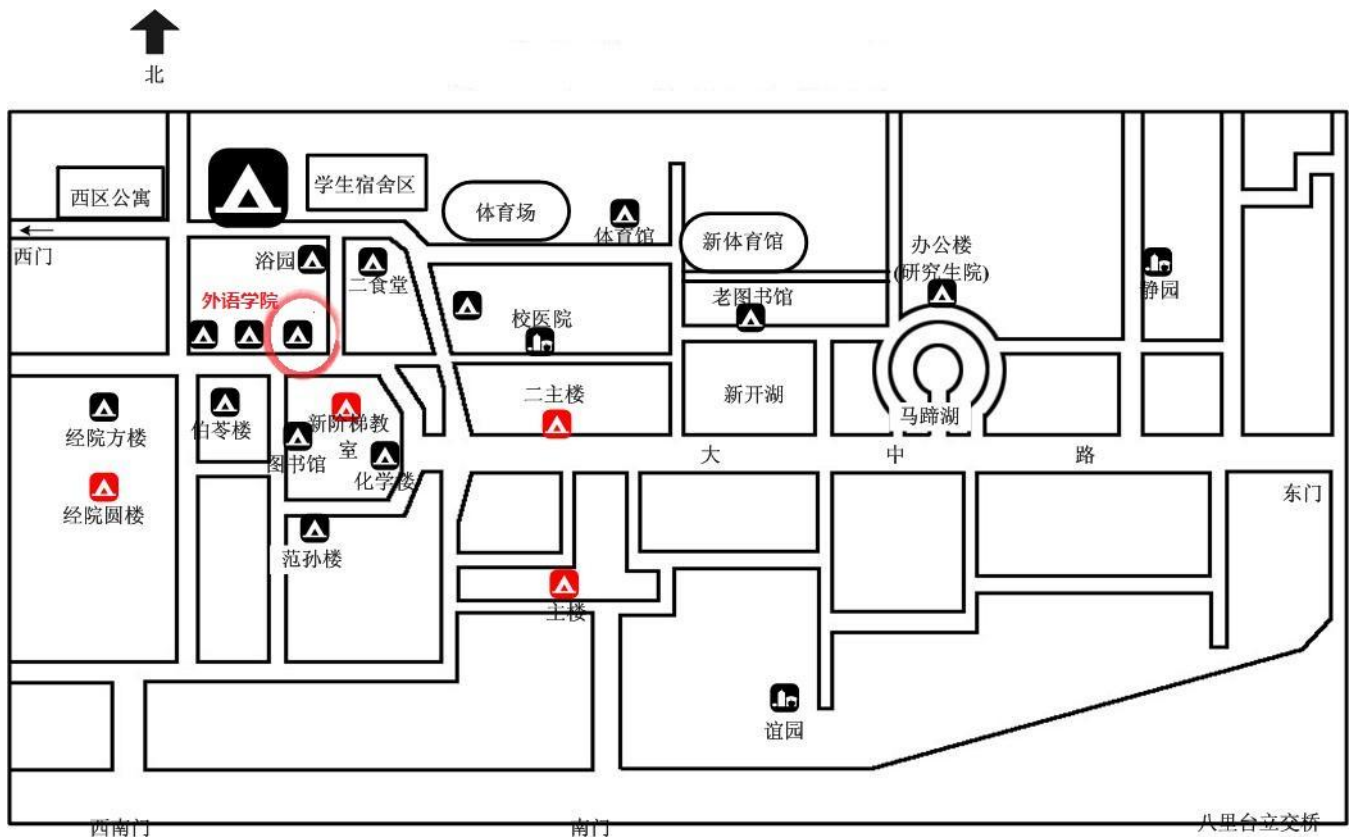 北
西区公寓
学生宿舍区
体育场
体育馆
新体育馆
办公楼
(研究生院)
静园
西门
浴园
二食堂
外语学院
老图书馆
校医院
二主楼
新开湖
马蹄湖
经院方楼
伯苓楼
新阶梯教
室
图书馆
化学楼
大中路
经院圆楼
东门
范孙楼
主楼
谊园
西南门
南门
八里台立交桥